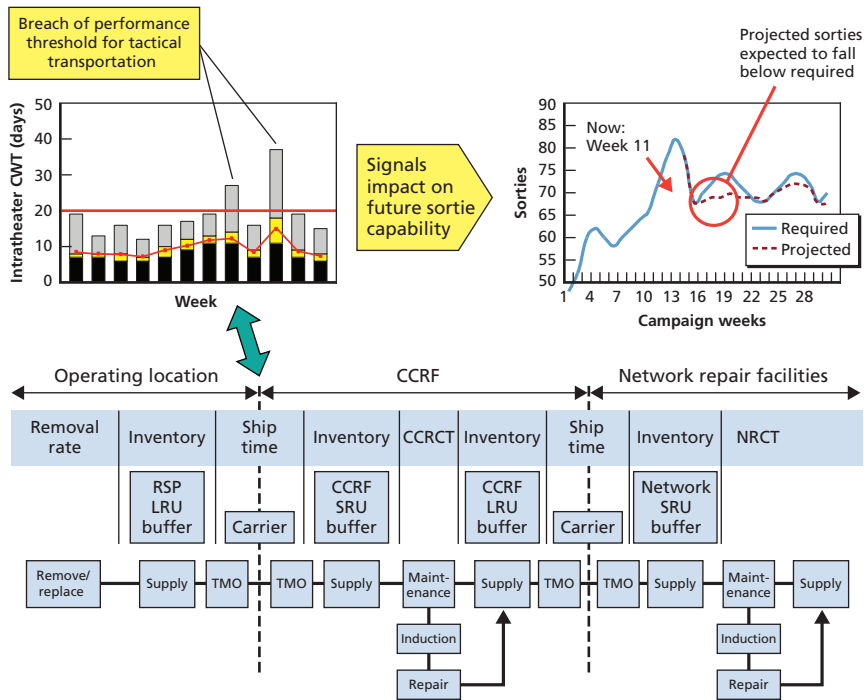 Breach of performance
threshold for tactical
transportation
Intratheater CWT (days)
50
40
30
20
10
0
Week
Signals
impact on
future sortie
capability
Projected sorties
expected to fall
below required
Now:
Week 11
Sorties
90
85
80
75
70
65
60
55
50
1 4 7 10 13 16 19 22 25 28
Campaign weeks
Required
Projected
Operating location
CCRF
Network repair facilities
Removal
rate
Inventory
Ship
time
Inventory
CCRCT
Inventory
Ship
time
Inventory
NRCT
RSP
LRU
buffer
Carrier
CCRF
SRU
buffer
CCRF
LRU
buffer
Carrier
Network
SRU
buffer
Remove/
replace
Supply
TMO
TMO
Supply
Maint-
enance
Supply
TMO
TMO
Supply
Maint-
enance
Supply
Induction
Induction
Repair
Repair